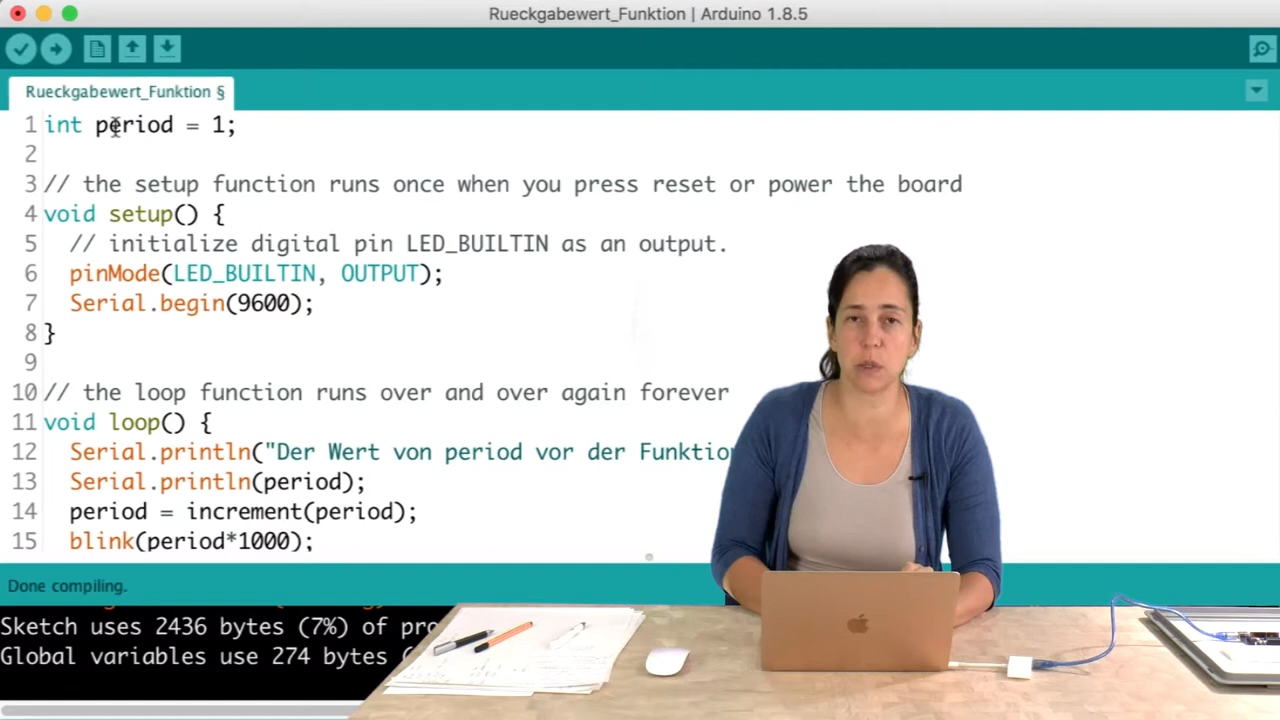 Rueckgabewert_Funktion | Arduino 1.8.5
Rueckgabewert_Funktion §
1 int period = 1;
2
3 // the setup function runs once when you press reset or power the board
4 void setup() {
5 // initialize digital pin LED_BUILTIN as an output.
6 pinMode(LED_BUILTIN, OUTPUT);
7 Serial.begin(9600);
8 }
9
10 // the loop function runs over and over again forever
11 void loop() {
12 Serial.println("Der Wert von period vor der Funktion
13 Serial.println(period);
14 period = increment(period);
15 blink(period*1000);
Done compiling.
Sketch uses 2436 bytes (7%) of
Global variables use 274 bytes